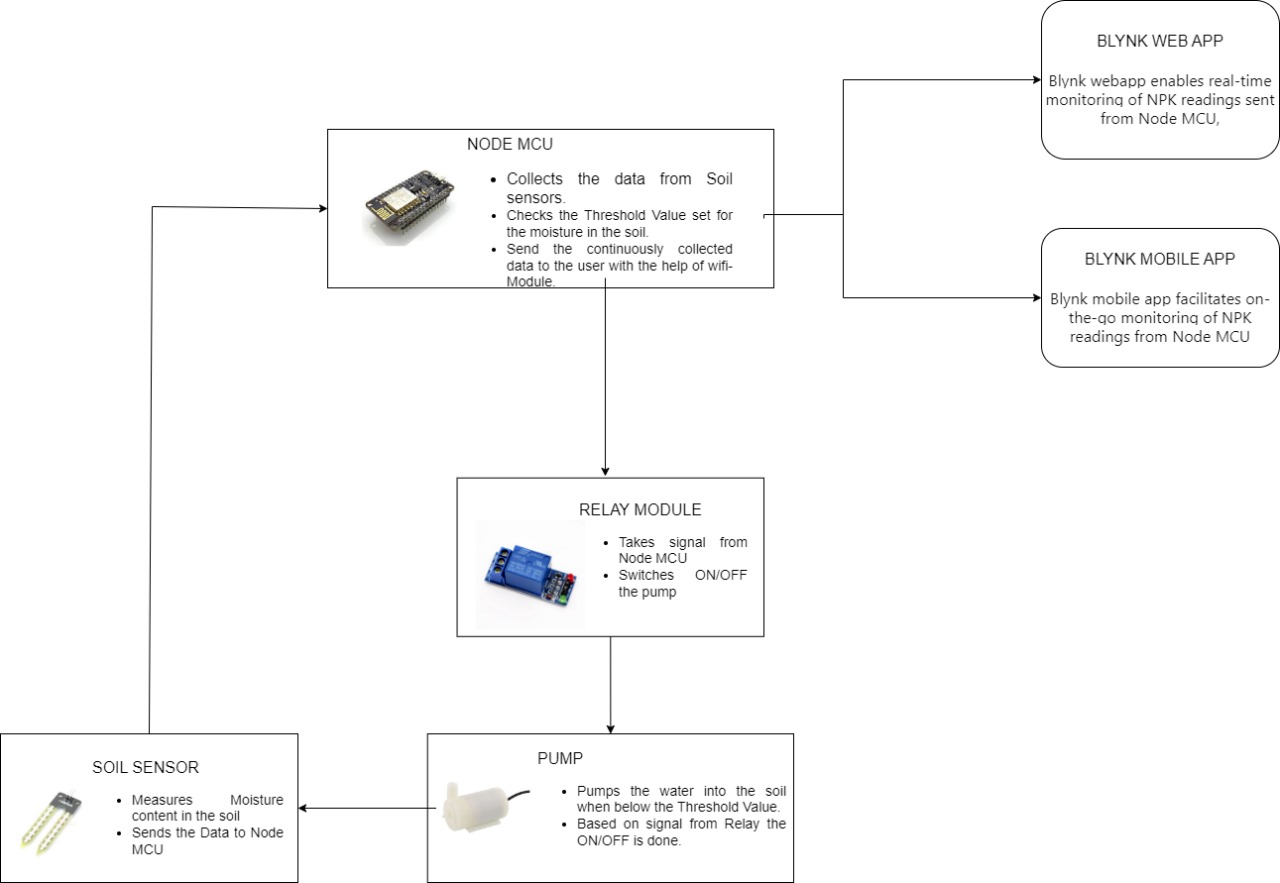 BLYNK WEB APP
Blynk webapp enables real-time
monitoring of NPK readings sent
from Node MCU,
NODE MCU
• Collects the data from Soil
sensors.
• Checks the Threshold Value set for
the moisture in the soil.
• Send the continuously collected
data to the user with the help of wifi-
Module.
BLYNK MOBILE APP
Blynk mobile app facilitates on-
the-go monitoring of NPK
readings from Node MCU
RELAY MODULE
• Takes signal from
Node MCU
• Switches ON/OFF
the pump
SOIL SENSOR
• Measures Moisture
content in the soil
• Sends the Data to Node
MCU
PUMP
• Pumps the water into the soil
when below the Threshold Value.
• Based on signal from Relay the
ON/OFF is done.